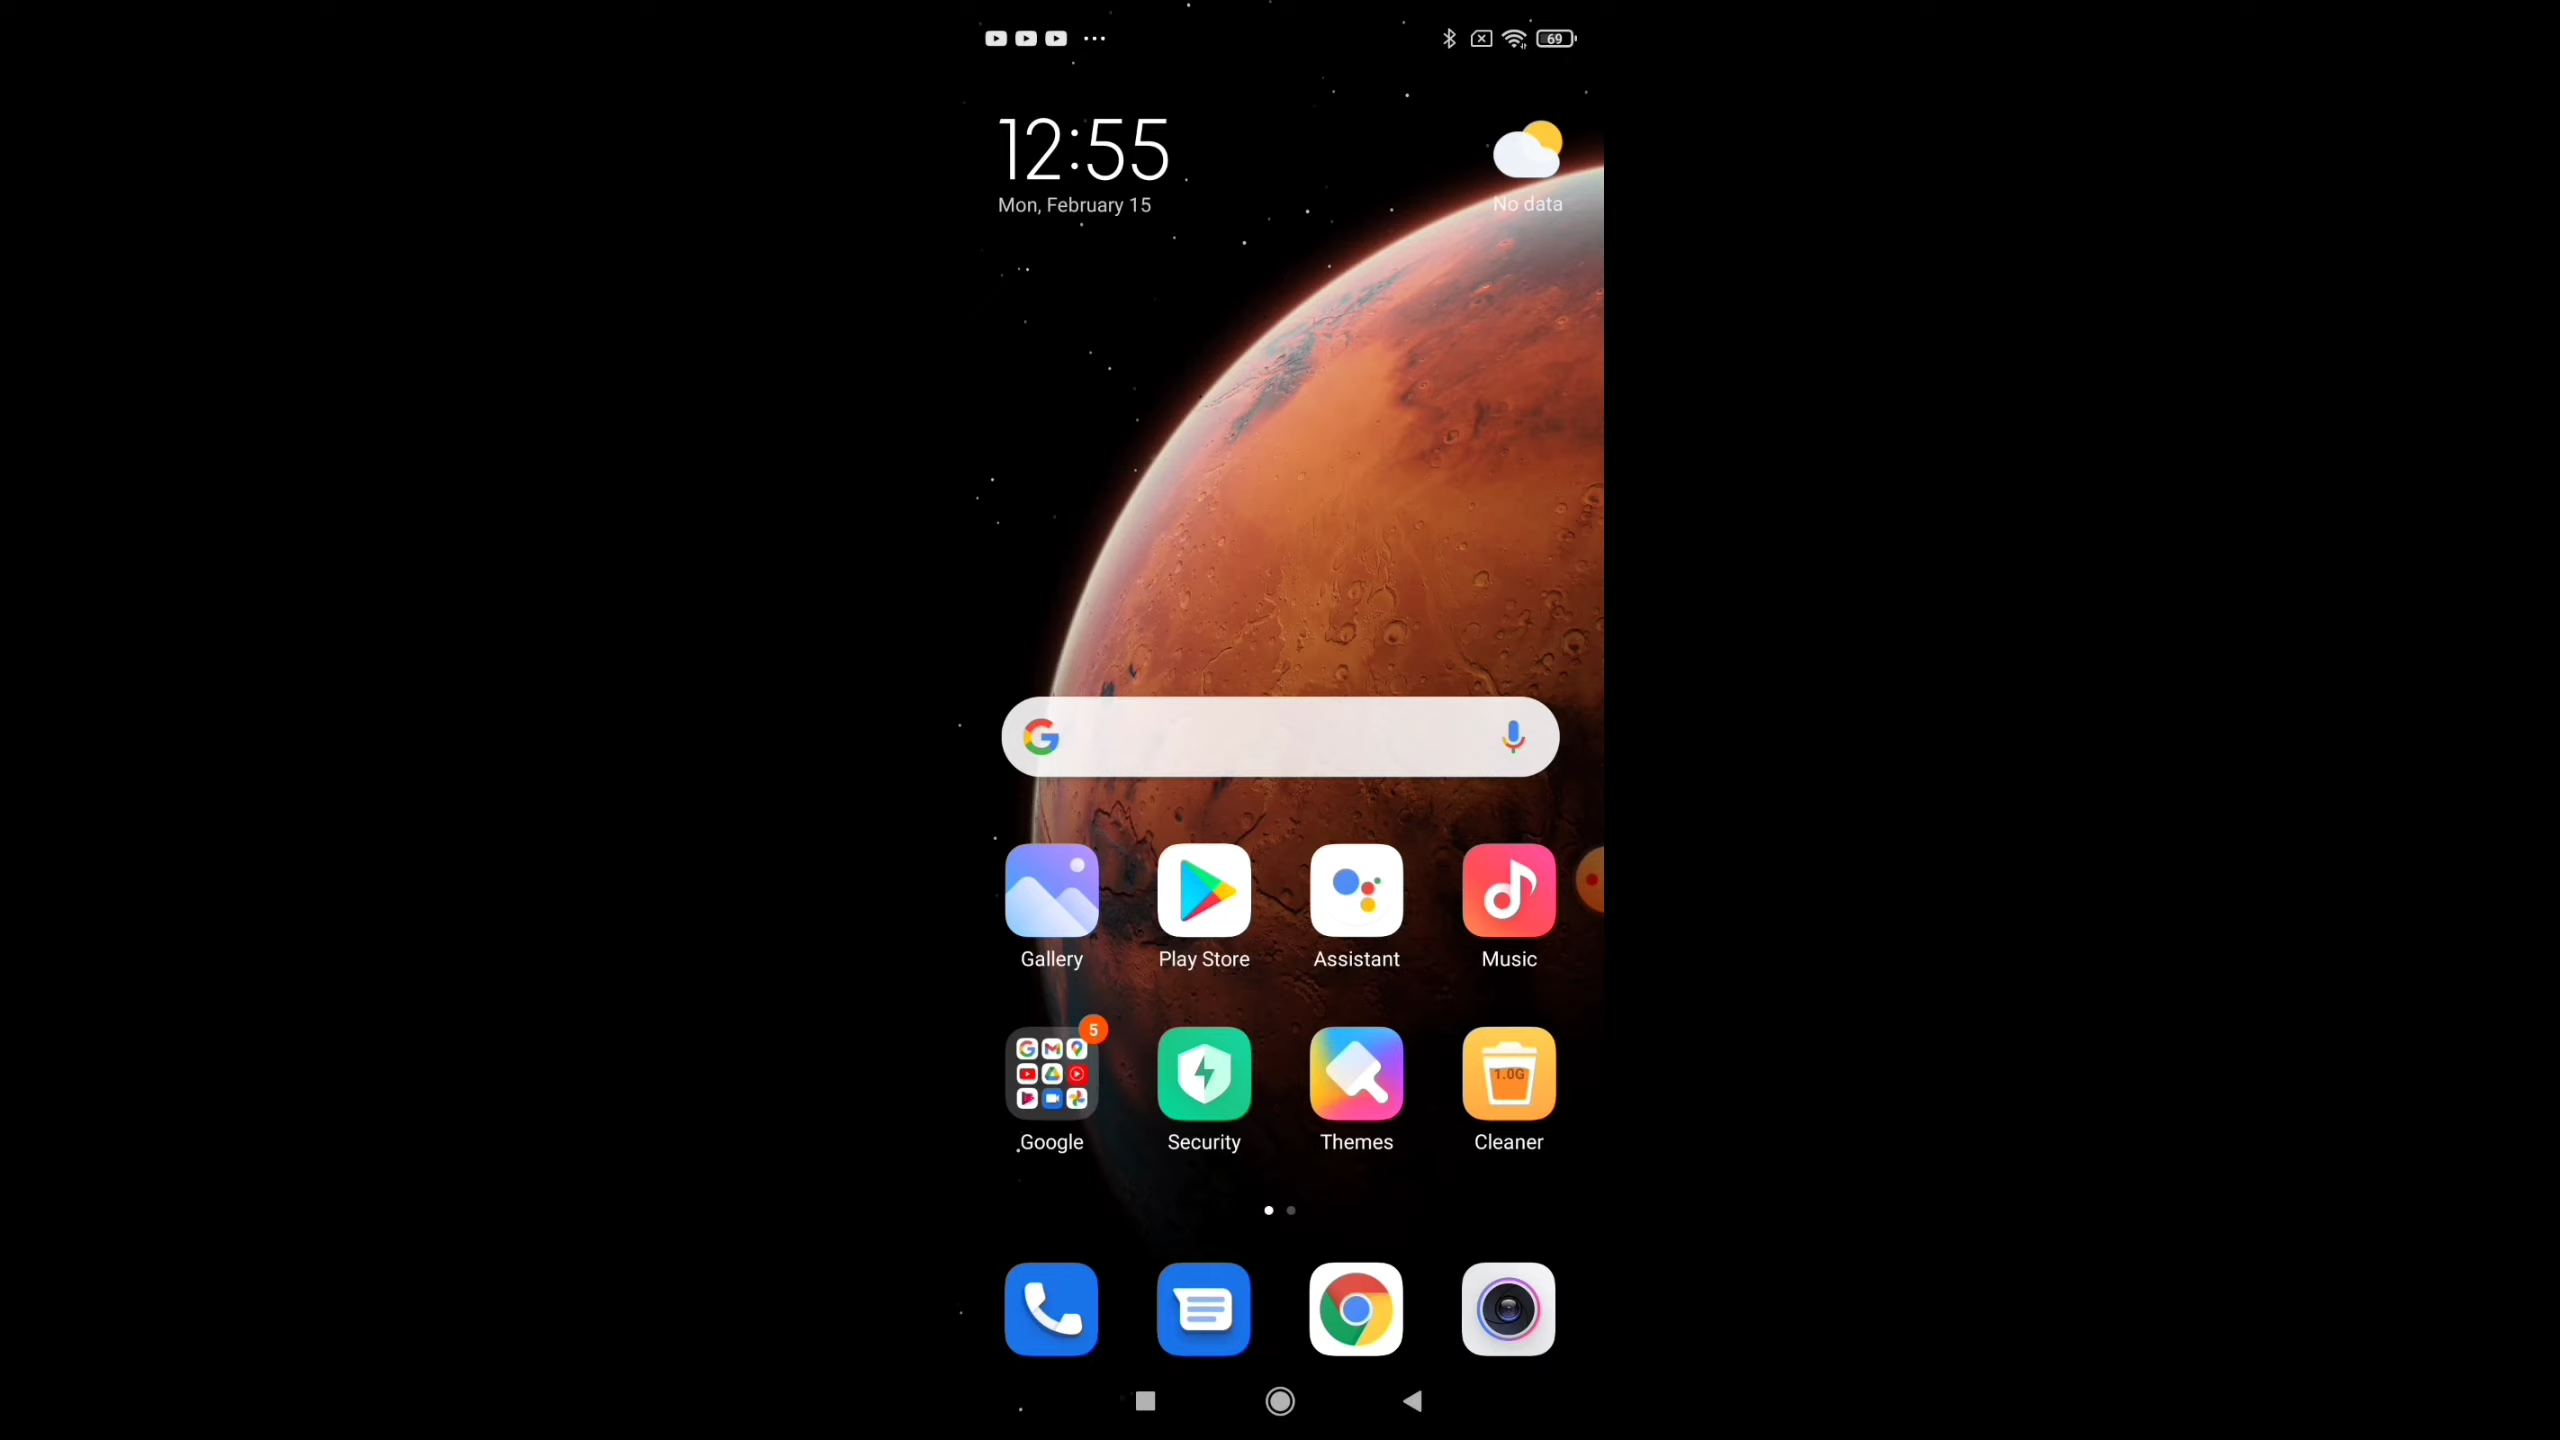 69
12:55
Mon, February 15
No data
Gallery
Play Store
Assistant
Music
5
1.0G
Google
Security
Themes
Cleaner